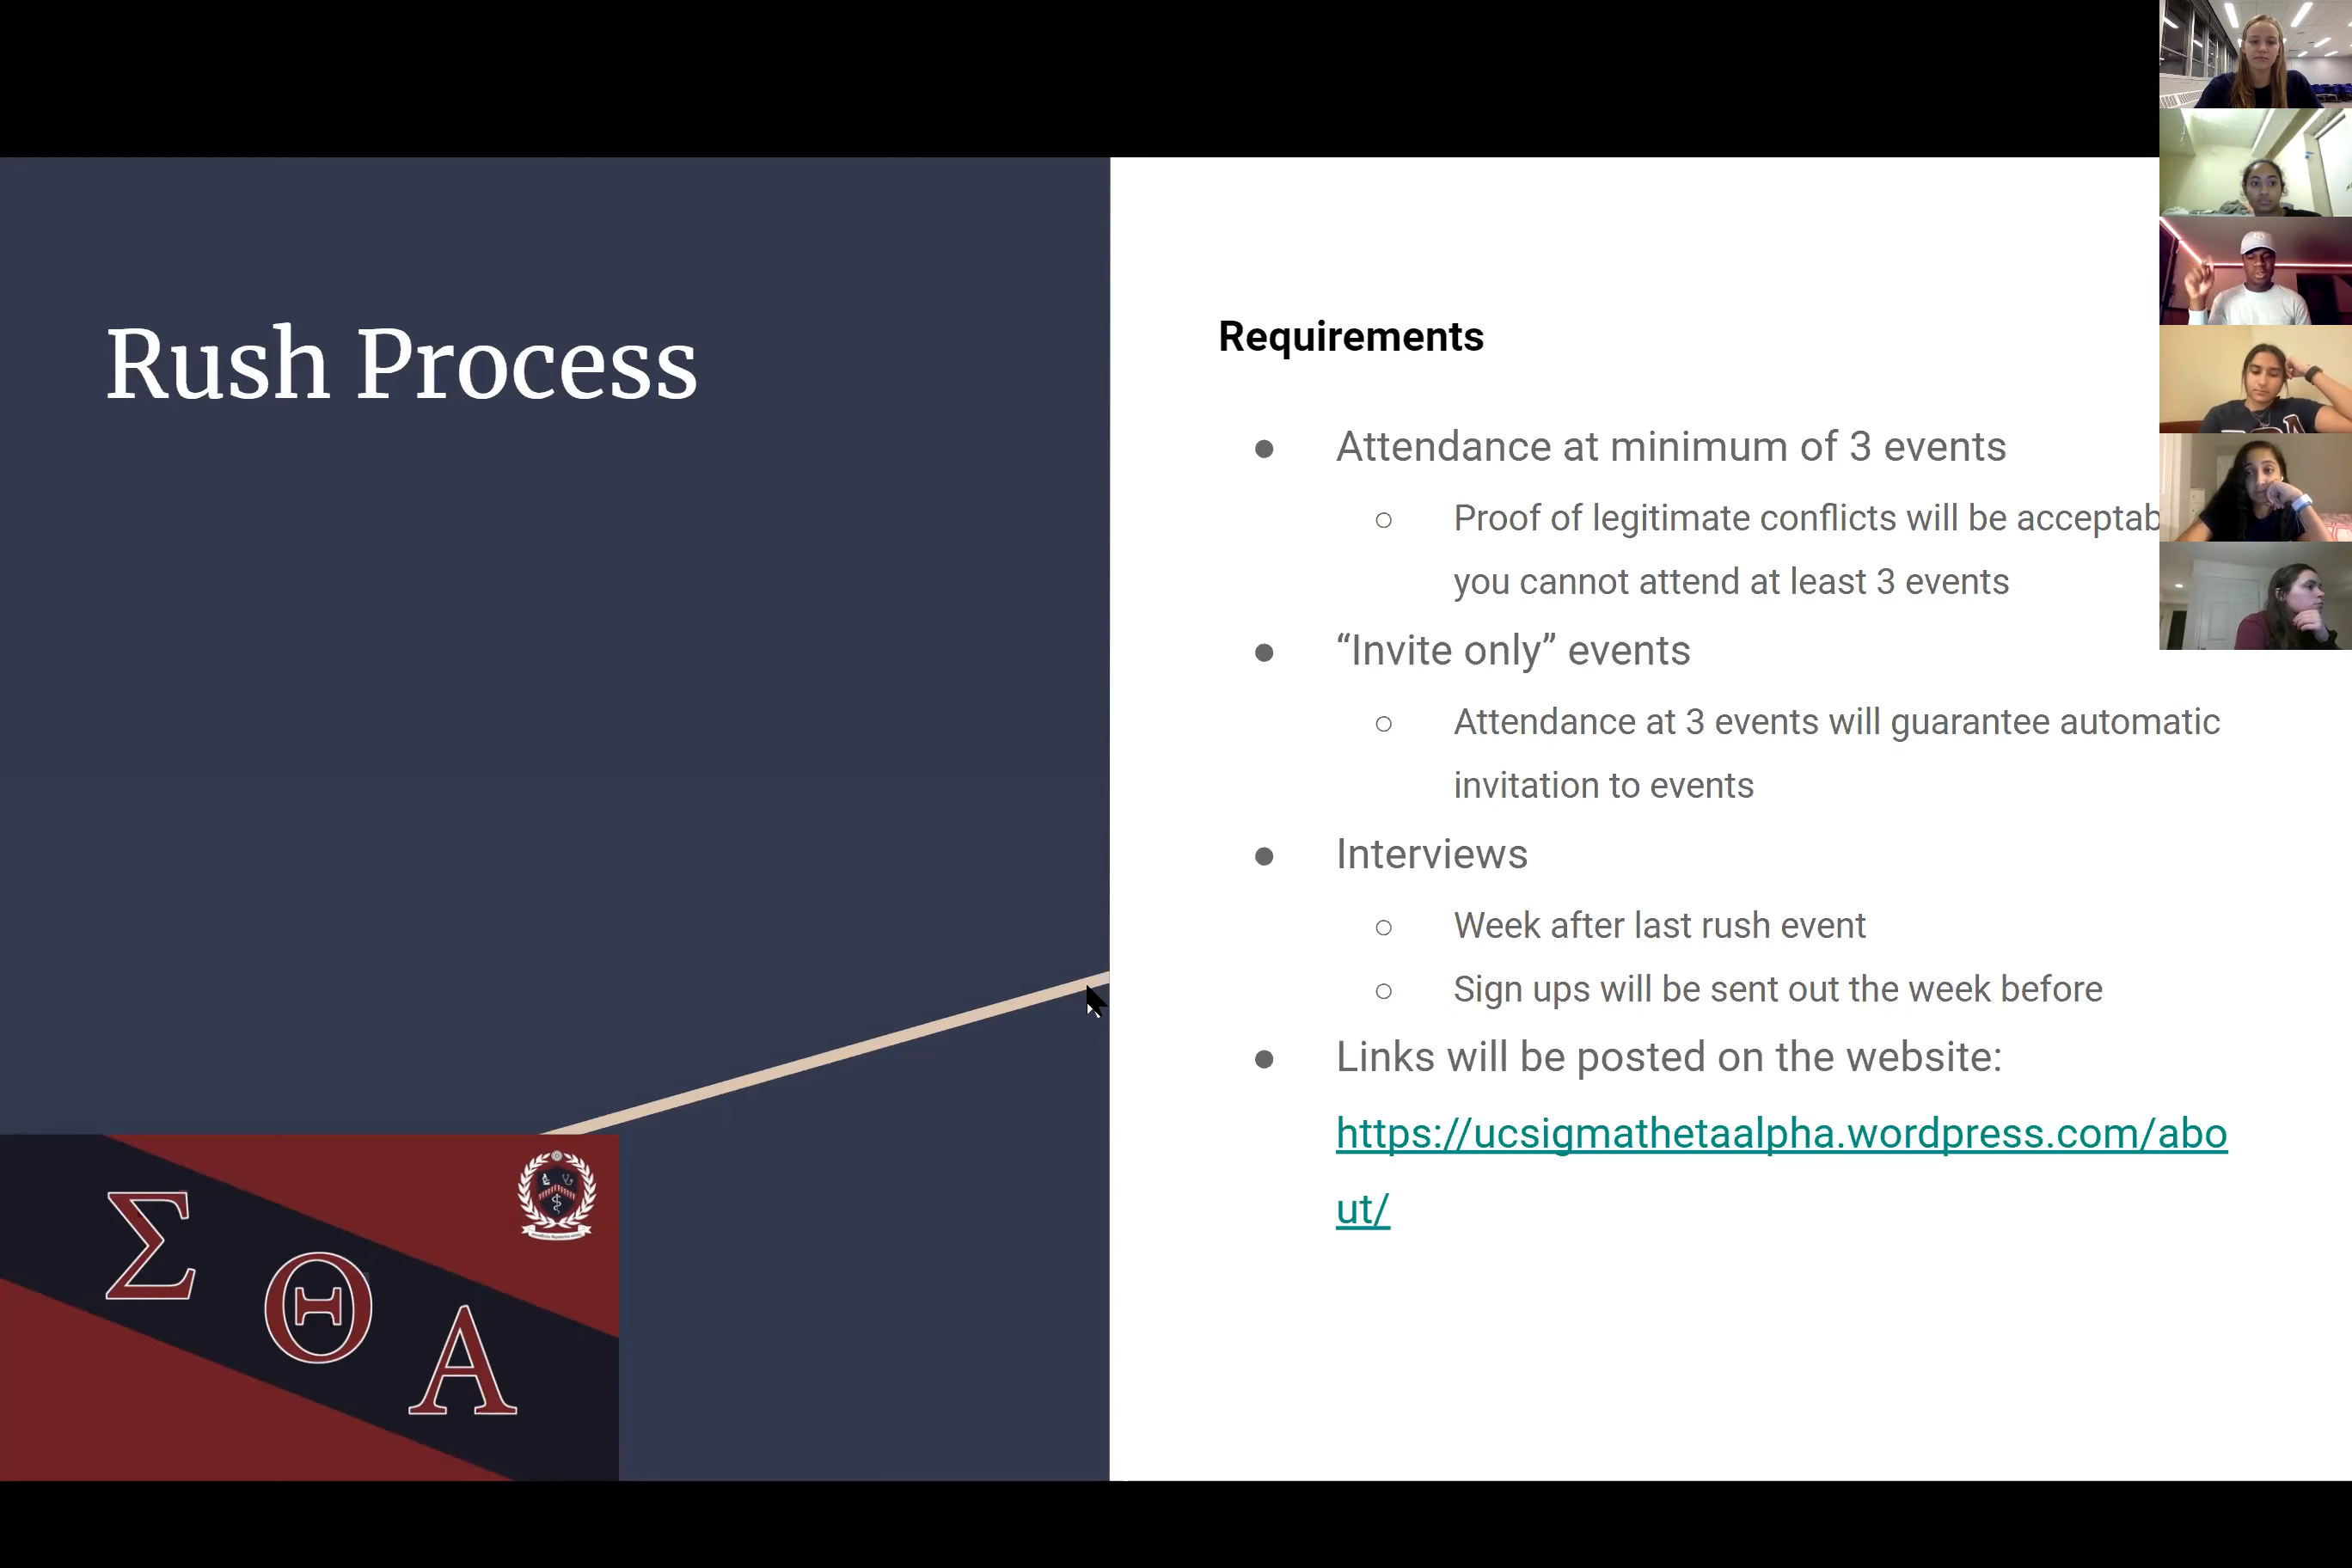 Rush Process
Requirements
● Attendance at minimum of 3 events
○ Proof of legitimate conflicts will be
you cannot attend at least 3 events
● “Invite only” events
○ Attendance at 3 events will guarantee automatic
invitation to events
● Interviews
○ Week after last rush event
○ Sign ups will be sent out the week before
● Links will be posted on the website:
https://ucsigmathetaalpha.wordpress.com/abo
ut/
Σ
Θ
Α